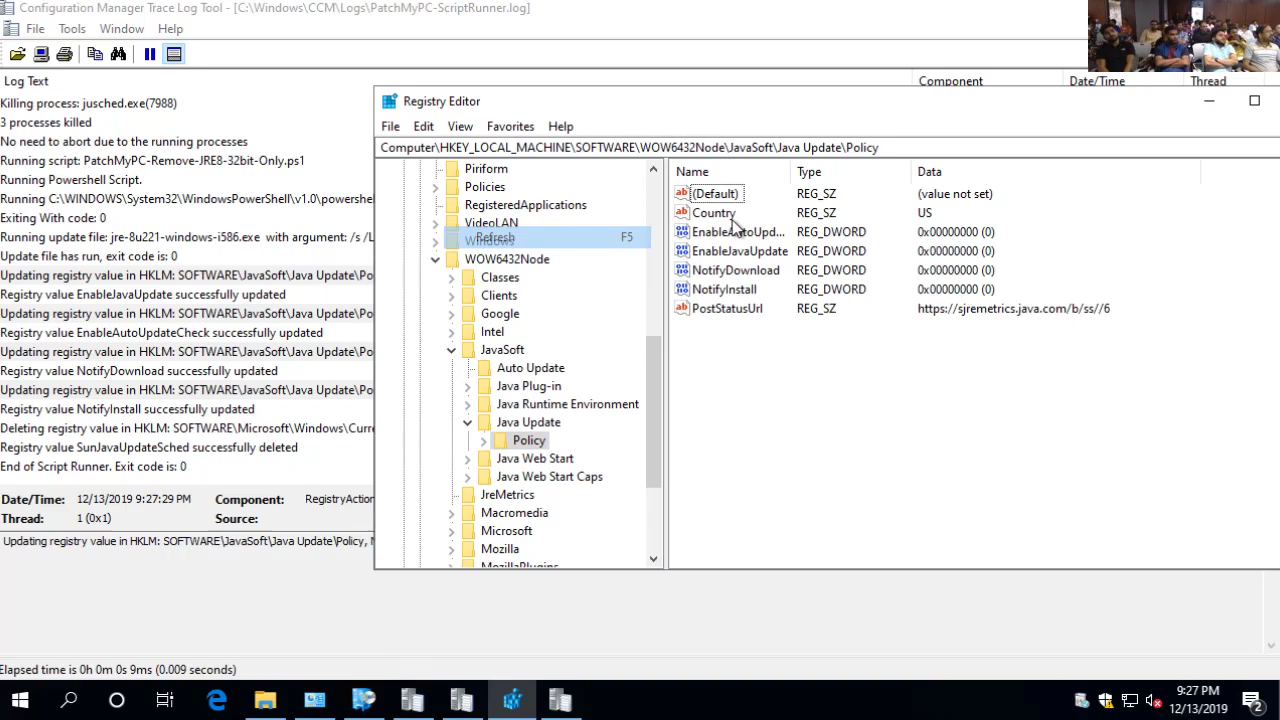 Configuration Manager Trace Log Tool - [C:\Windows\CCM\Logs\PatchMyPC-ScriptRunner.log]
File Tools Window Help
Log Text Component Date/Time Thread
Killing process: jusched.exe(7988)
3 processes killed
No need to abort due to the running processes
Running script: PatchMyPC-Remove-JRE8-32bit-Only.ps1
Running Powershell Script.
Running C:\WINDOWS\System32\WindowsPowerShell\v1.0\powershe
Exiting With code: 0
Update file to run: jre-8u221-windows-i586.exe with argument: /s /L
Update file has run, exit code is: 0
Updating registry value in HKLM: SOFTWARE\JavaSoft\Java Update\Po
Registry value EnableJavaUpdate successfully updated
Updating registry value in HKLM: SOFTWARE\JavaSoft\Java Update\Po
Registry value EnableAutoUpdateCheck successfully updated
Updating registry value in HKLM: SOFTWARE\JavaSoft\Java Update\Po
Registry value NotifyDownload successfully updated
Updating registry value in HKLM: SOFTWARE\JavaSoft\Java Update\Po
Registry value NotifyInstall successfully updated
Deleting registry value in HKLM: SOFTWARE\Microsoft\Windows\Curre
Registry value SunJavaUpdateSched successfully deleted
End of Script Runner. Exit code is: 0
Date/Time: 12/13/2019 9:27:29 PM Component: RegistryAction
Thread: 1 (0x1) Source:
Updating registry value in HKLM: SOFTWARE\JavaSoft\Java Update\Policy, N
Elapsed time is 0h 0m 0s 9ms (0.009 seconds)
Registry Editor
File Edit View Favorites Help
Computer\HKEY_LOCAL_MACHINE\SOFTWARE\WOW6432Node\JavaSoft\Java Update\Policy
Piriform
Policies
RegisteredApplications
VideoLAN
Windows
Refresh F5
WOW6432Node
Classes
Clients
Google
Intel
JavaSoft
Auto Update
Java Plug-in
Java Runtime Environment
Java Update
Policy
Java Web Start
Java Web Start Caps
JreMetrics
Macromedia
Microsoft
Mozilla
MozillaPlugins
Name Type Data
(Default) REG_SZ (value not set)
Country REG_SZ US
EnableAutoUpd... REG_DWORD 0x00000000 (0)
EnableJavaUpdate REG_DWORD 0x00000000 (0)
NotifyDownload REG_DWORD 0x00000000 (0)
NotifyInstall REG_DWORD 0x00000000 (0)
PostStatusUrl REG_SZ https://sjremetrics.java.com/b/ss//6
9:27 PM
12/13/2019
2